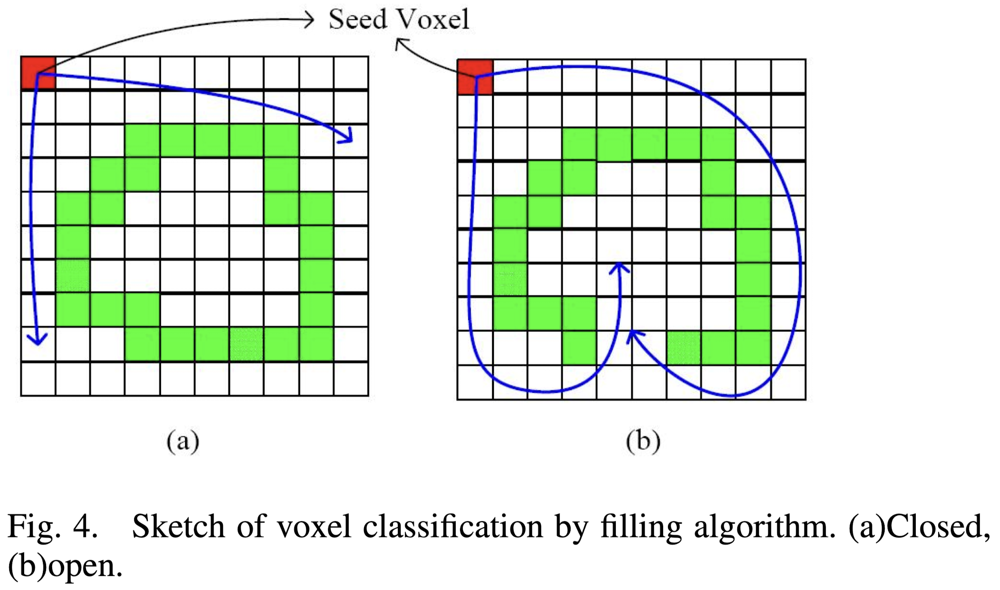 Seed Voxel
(a)
(b)
Fig. 4. Sketch of voxel classification by filling algorithm. (a)Closed,
(b)open.